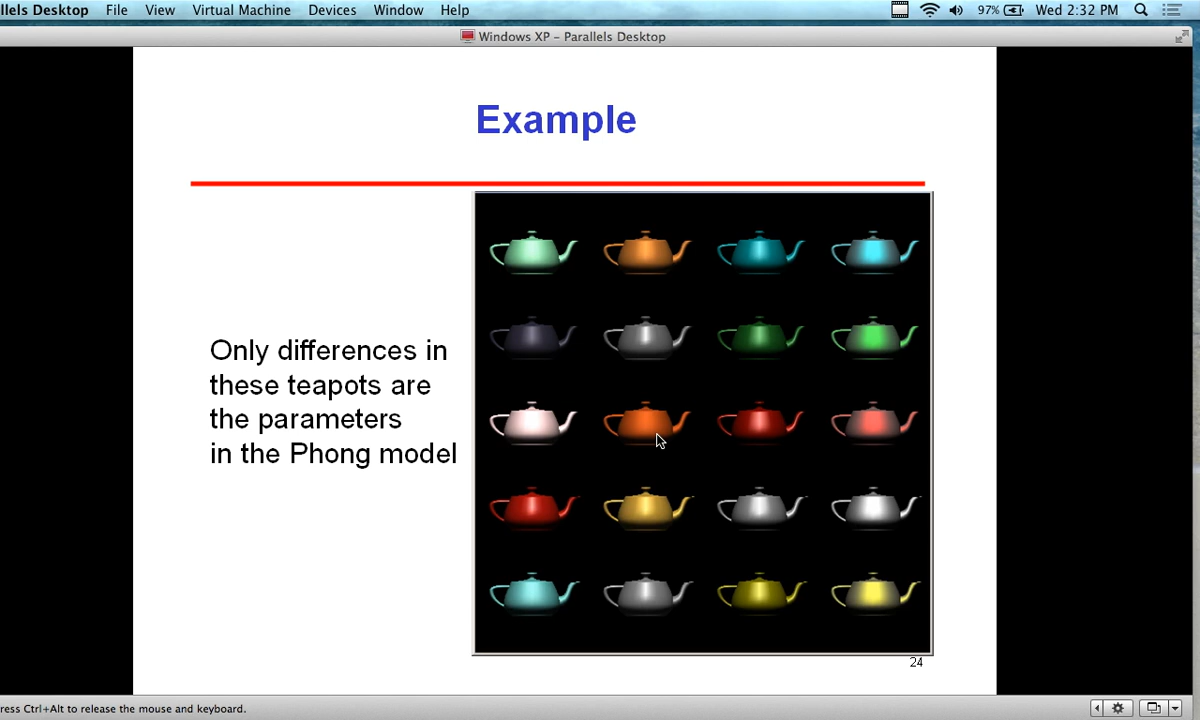 llels Desktop File View Virtual Machine Devices Window Help 97% Wed 2:32 PM
Windows XP - Parallels Desktop
Example
Only differences in
these teapots are
the parameters
in the Phong model
24
ress Ctrl+Alt to release the mouse and keyboard.